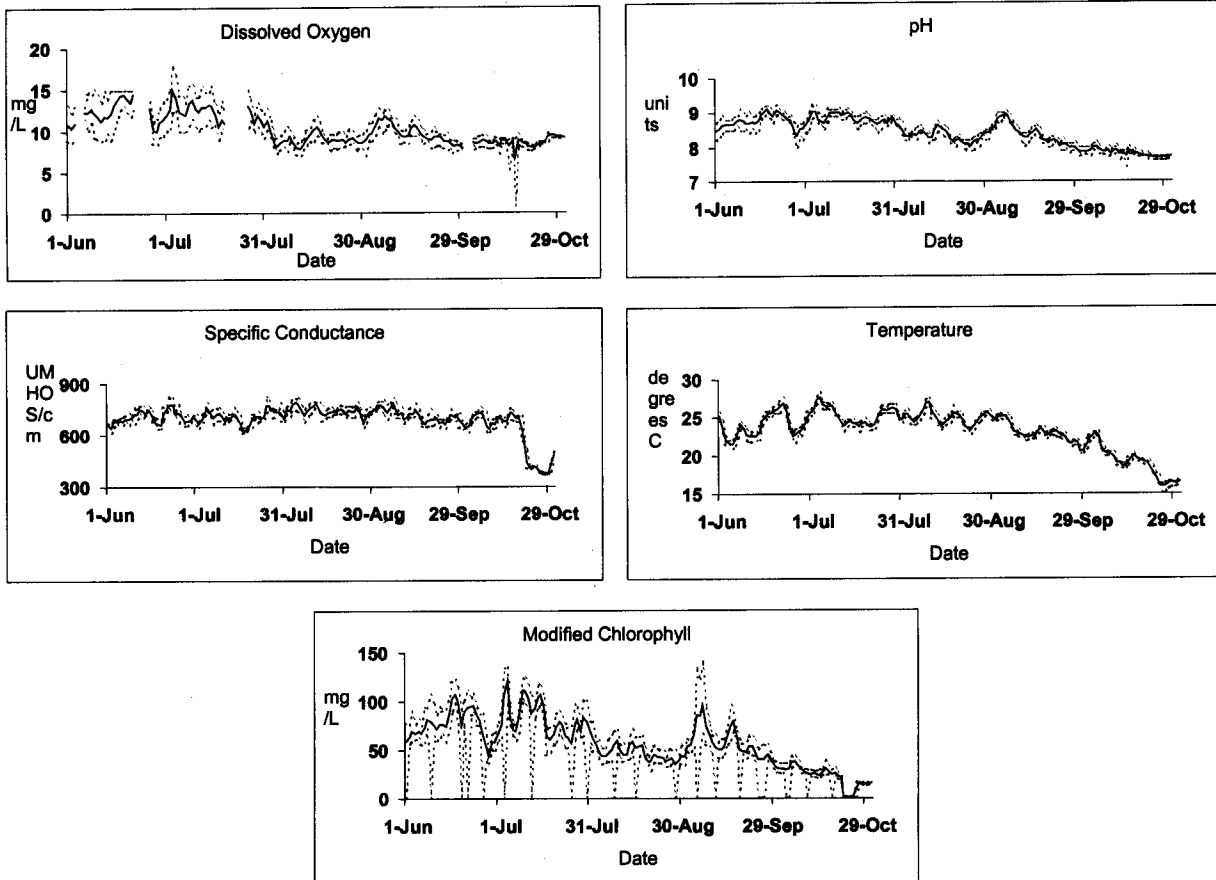 Dissolved Oxygen
20
15
mg
/L
10
5
0
1-Jun
1-Jul
31-Jul
30-Aug
29-Sep
29-Oct
Date
pH
10
uni
ts
9
8
7
1-Jun
1-Jul
31-Jul
30-Aug
29-Sep
29-Oct
Date
Specific Conductance
UM
HO
S/c
m
900
600
300
1-Jun
1-Jul
31-Jul
30-Aug
29-Sep
29-Oct
Date
Temperature
de
gre
es
C
30
25
20
15
1-Jun
1-Jul
31-Jul
30-Aug
29-Sep
29-Oct
Date
Modified Chlorophyll
mg
/L
150
100
50
0
1-Jun
1-Jul
31-Jul
30-Aug
29-Sep
29-Oct
Date